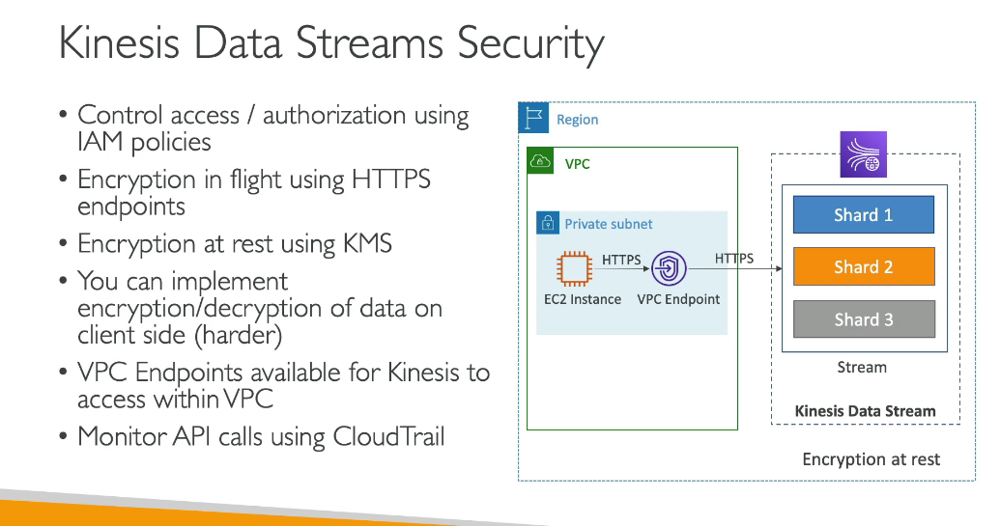 Kinesis Data Streams Security
• Control access / authorization using
IAM policies
• Encryption in flight using HTTPS
endpoints
• Encryption at rest using KMS
• You can implement
encryption/decryption of data on
client side (harder)
• VPC Endpoints available for Kinesis to
access within VPC
• Monitor API calls using CloudTrail
Region
VPC
Private subnet
HTTPS
HTTPS
EC2 Instance
VPC Endpoint
Shard 1
Shard 2
Shard 3
Stream
Kinesis Data Stream
Encryption at rest